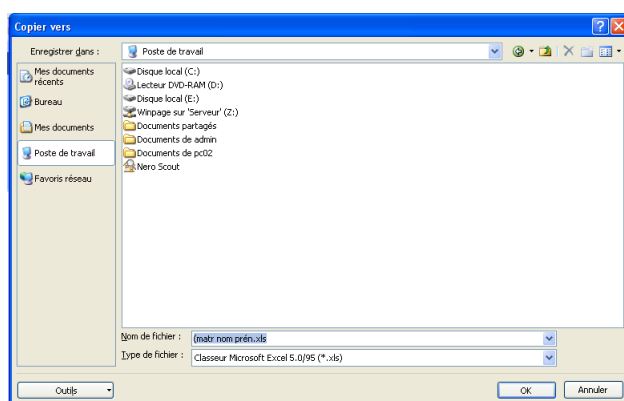 Copier vers
Enregistrer dans :
Poste de travail
Mes documents récents
Bureau
Mes documents
Poste de travail
Favoris réseau
Disque local (C:)
Lecteur DVD-RAM (D:)
Disque local (E:)
Winpage sur 'Serveur' (Z:)
Documents partagés
Documents de admin
Documents de pc02
Nero Scout
Nom de fichier :
(matr nom prén.xls
Type de fichier :
Classeur Microsoft Excel 5.0/95 (*.xls)
Outils
OK
Annuler